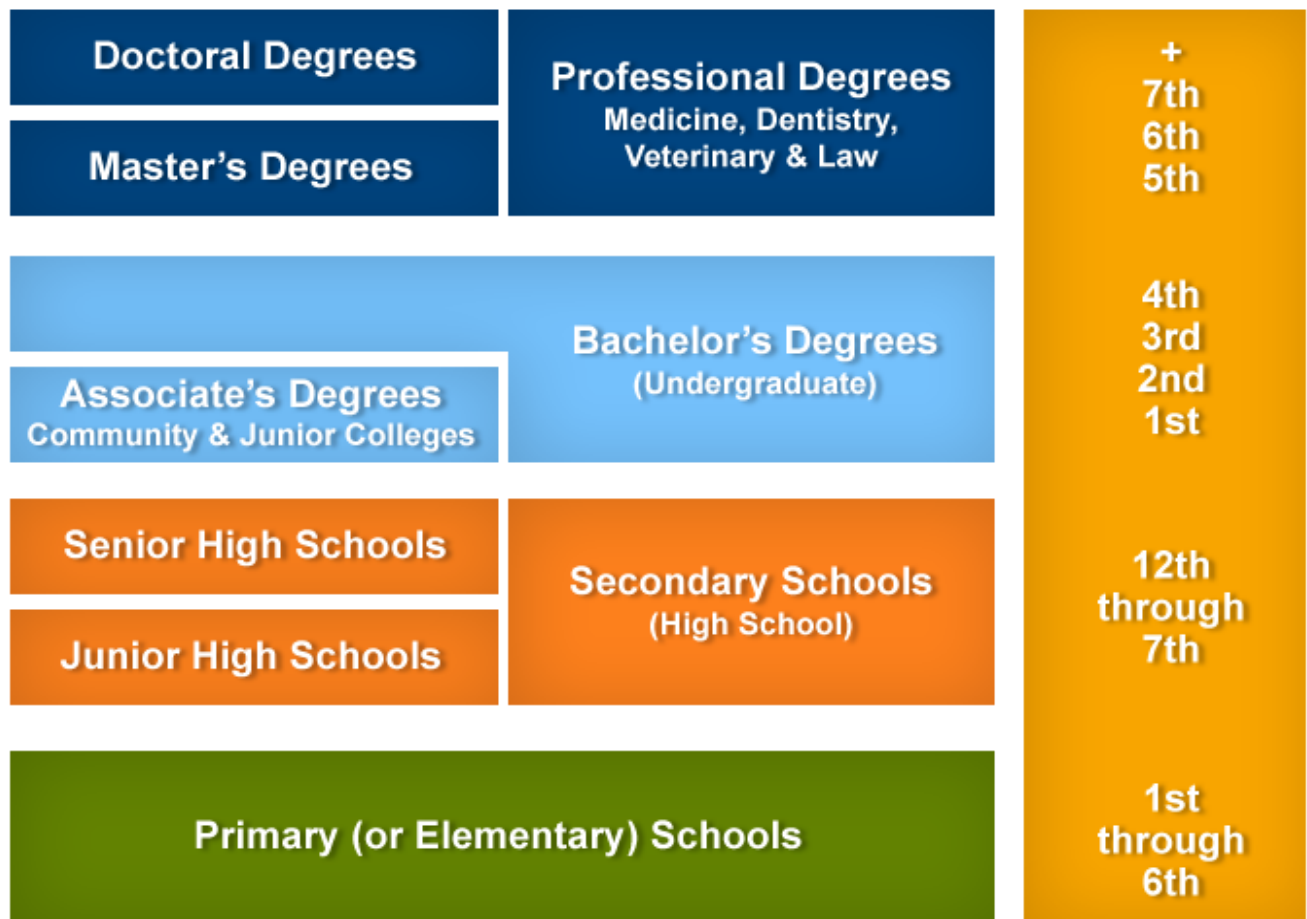 Doctoral Degrees
Master's Degrees
Professional Degrees
Medicine, Dentistry,
Veterinary & Law
+
7th
6th
5th
Bachelor's Degrees
(Undergraduate)
Associate's Degrees
Community & Junior Colleges
4th
3rd
2nd
1st
Senior High Schools
Junior High Schools
Secondary Schools
(High School)
12th
through
7th
Primary (or Elementary) Schools
1st
through
6th